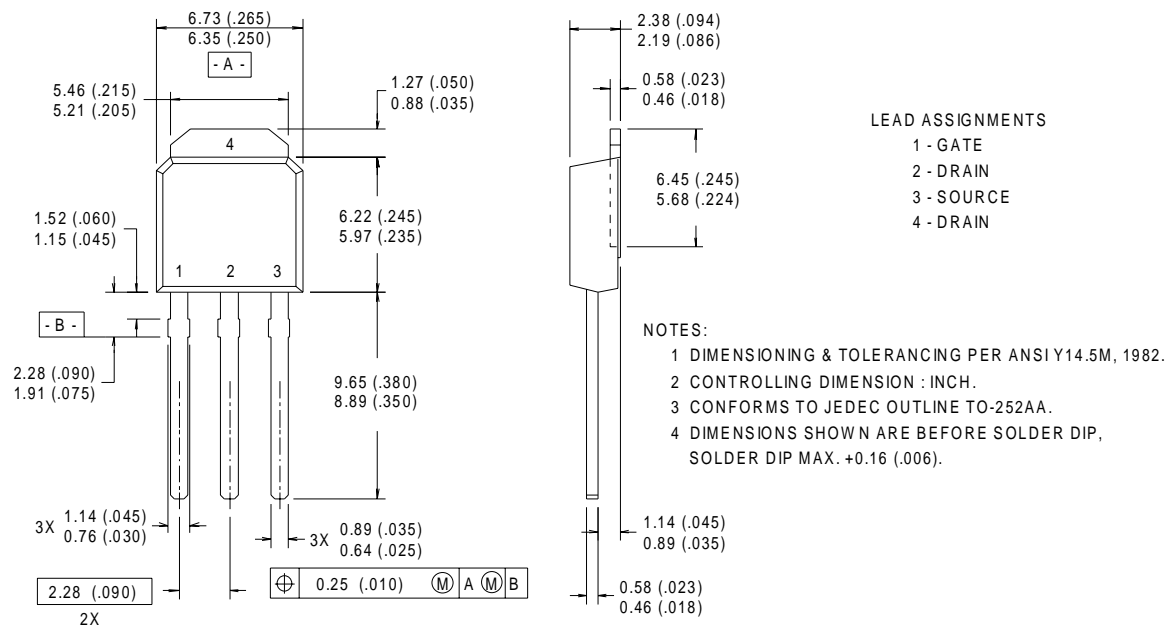 6.73 (.265)
6.35 (.250)
- A -
5.46 (.215)
5.21 (.205)
1.27 (.050)
0.88 (.035)
4
1.52 (.060)
1.15 (.045)
6.22 (.245)
5.97 (.235)
1 2 3
- B -
2.28 (.090)
1.91 (.075)
9.65 (.380)
8.89 (.350)
3X 1.14 (.045)
0.76 (.030)
3X 0.89 (.035)
0.64 (.025)
2.28 (.090)
2X
⌖ 0.25 (.010) Ⓜ A Ⓜ B
2.38 (.094)
2.19 (.086)
0.58 (.023)
0.46 (.018)
6.45 (.245)
5.68 (.224)
1.14 (.045)
0.89 (.035)
0.58 (.023)
0.46 (.018)
LEAD ASSIGNMENTS
1 - GATE
2 - DRAIN
3 - SOURCE
4 - DRAIN
NOTES:
1 DIMENSIONING & TOLERANCING PER ANSI Y14.5M, 1982.
2 CONTROLLING DIMENSION : INCH.
3 CONFORMS TO JEDEC OUTLINE TO-252AA.
4 DIMENSIONS SHOWN ARE BEFORE SOLDER DIP,
SOLDER DIP MAX. +0.16 (.006).